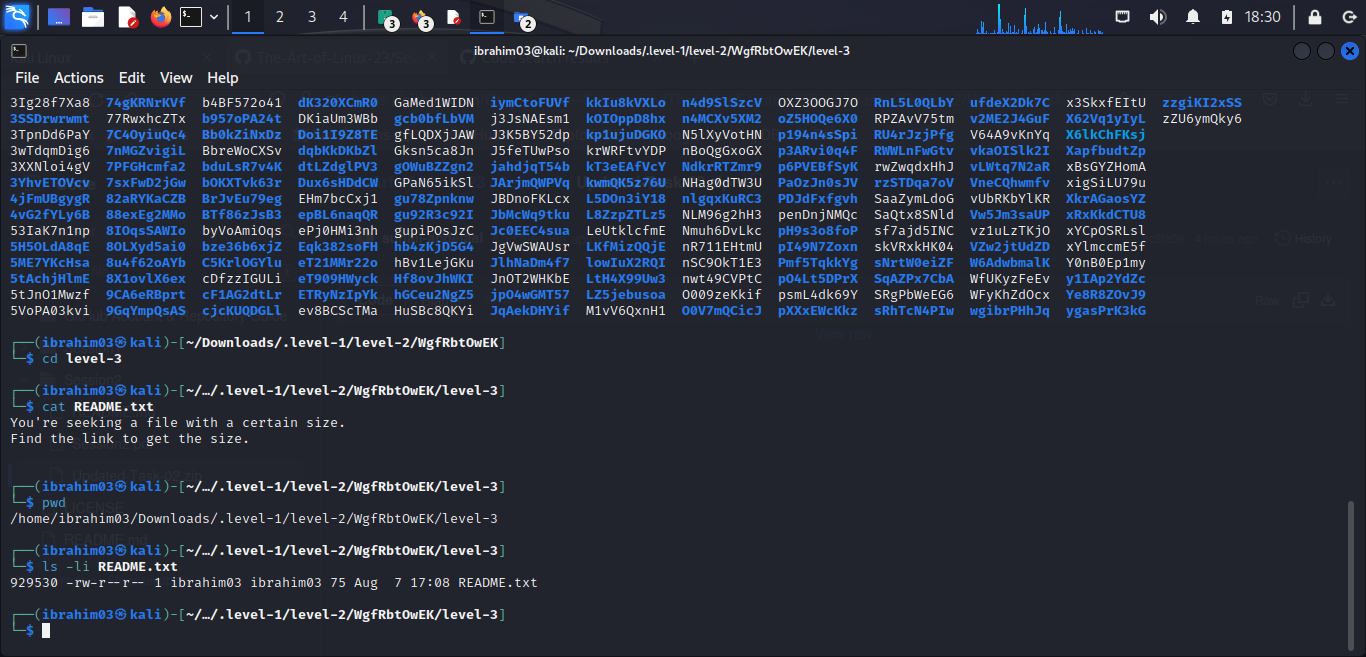 1 2 3 4 3 3 2 18:30
ibrahim03@kali: ~/Downloads/.level-1/level-2/WgfRbtOwEK/level-3
File Actions Edit View Help
3Ig28f7Xa8 74gKRNrKVf b4BF572o41 dK320XCmR0 GaMed1WIDN iymCtoFUVf kkIu8kVXLo n4d9SlSzcV OXZ3OOGJ7O RnL5L0QLbY ufdeX2Dk7C x3SkxfEItU zzgiKI2xSS
3SSDrwrwmt 77RwxhcZTx b957oPA24t DKiaUm3WBb gcb0bfLbVM j3JsNAEsm1 kOIOppD8hx n4MCXv5XM2 oZ5HOQe6X0 RPZAvV75tm v2ME2J4GuF X62Vq1yIyL zZU6ymQky6
3TpnDd6PaY 7C4OyiuQc4 Bb0kZiNxDz Doi1I9Z8TE gfLQDXjJAW J3K5BY52dp kp1ujuDGKO N5lXyVotHN p194n4sSpi RU4rJzjPfg V64A9vKnYq X6lkChFKsj
3wTdqmDig6 7nMGZvigiL BbreWoCXSv dqbKkDKbZl Gksn5ca8Jn J5feTUwPso krWRFtvYDP nBoQgGxoGX p3ARvi0q4F RWWLnFwGtv vkaOISlk2I Xapfbudtzp
3XXNloi4gV 7PFGHcmfa2 bduLsR7v4K dtLZdglPV3 gOWuBZZgn2 jahdjqT54b kT3eEAfVcY NdkrRTZmr9 p6PVEBfSyK rwZwqdxHhJ vLWtq7N2aR xBsGYZHomA
3YhvETOYcv 7sxFwD2jGw bOKXTvk63r Dux6sHDdCW GPaN65ikSl JArjmQWPVq kwmQK5z76U NHag0dTW3U PaOzJn0sJV rzSTDqa7oV VneCQhwmfv xigSiLU79u
4jFmUBgygR 82aRYKaCZB BrJvEu79eg EHm7bcCxj1 gu78Zpnknw JBDnoFKLcx L5DOn3iY18 nlgqxKuRC3 PDJdFxfgvh SaaZymLdoG vUbRKbYlKR XkrAGaosYZ
4vG2fYLy6B 88exEg2MMo BTf86zJsB3 epBL6naqQR gu92R3c92I JbMcWq9tku L8ZzpZTLz5 NLM96g2hH3 penDnjNMQc SaQtx8SNld Vw5Jm3saUP xRxKkdCTU8
53IaK7n1np 8IOqsSAWIo byVoAmiOqs ePj0HMi3nh gupiPOsJzC Jc0EEC4sua LeUtklcfmE Nmuh6DvLkc pH9s3o8foP sf7ajd5INC vz1uLzTKjO xYCpOSRLsl
5H5OLdA8qE 8OLXyd5ai0 bze36b6xjZ Eqk382soFH hb4zKjD5G4 JgVwSWAUsr LKfMizQQjE nR711EHtmU pI49N7Zoxn skVRxkHK04 VZw2jtUdZD xYlmccmE5f
5ME7YKcHsa 8u4f62oAYb C5KrlOGYlu eT21MMr22o hBv1LejGKu JlhNaDm4f7 lowIuX2RQI nSC9OkT1E3 Pmf5TqkkYg sNrtW0eiZF W6AdwbmalK Y0nB0Ep1my
5tAchjHlmE 8X1ovlX6ex cDfzzIGULi eT909HWyck Hf8ovJhWKI JnOT2WHKbE LtH4X99Uw3 nwt49CVPtC pO4Lt5DPrX SqAZPx7CbA WfUKyzFeEv y1IAp2YdZc
5tJnO1Mwzf 9CA6eRBprt cF1AG2dtLr ETRyNzIpYk hGCeu2NgZ5 jpO4wGMT57 LZ5jebusoa O009zeKkif psmL4dk69Y SRgPbWeEG6 WFyKhZdOcx Ye8R8ZOvJ9
5VoPA03kvi 9GqYmpQsAS cjcKUQDGLl ev8BCScTMa HuSBc8QKYi JqAekDHYif M1vV6QxnH1 O0V7mQCicJ pXXxEWcKkz sRhTcN4PIw wgibrPHhJq ygasPrK3kG
(ibrahim03㉿kali)-[~/Downloads/.level-1/level-2/WgfRbtOwEK]
$ cd level-3
(ibrahim03㉿kali)-[~/…/.level-1/level-2/WgfRbtOwEK/level-3]
$ cat README.txt
You're seeking a file with a certain size.
Find the link to get the size.
(ibrahim03㉿kali)-[~/…/.level-1/level-2/WgfRbtOwEK/level-3]
$ pwd
/home/ibrahim03/Downloads/.level-1/level-2/WgfRbtOwEK/level-3
(ibrahim03㉿kali)-[~/…/.level-1/level-2/WgfRbtOwEK/level-3]
$ ls -li README.txt
929530 -rw-r--r-- 1 ibrahim03 ibrahim03 75 Aug  7 17:08 README.txt
(ibrahim03㉿kali)-[~/…/.level-1/level-2/WgfRbtOwEK/level-3]
$